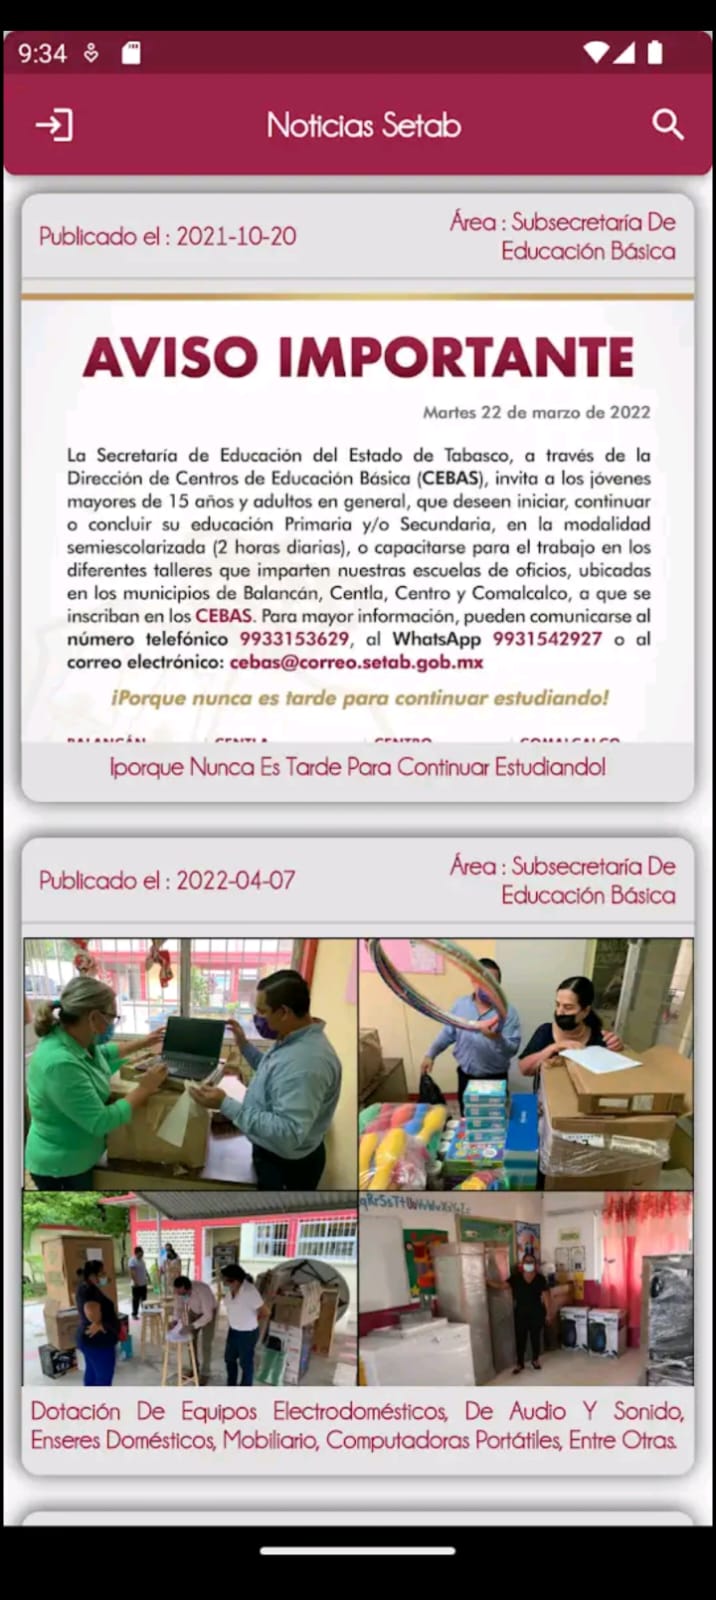 9:34
Noticias Setab
Publicado el : 2021-10-20
Área : Subsecretaría De
Educación Básica
AVISO IMPORTANTE
Martes 22 de marzo de 2022
La Secretaría de Educación del Estado de Tabasco, a través de la
Dirección de Centros de Educación Básica (CEBAS), invita a los jóvenes
mayores de 15 años y adultos en general, que deseen iniciar, continuar
o concluir su educación Primaria y/o Secundaria, en la modalidad
semiescolarizada (2 horas diarias), o capacitarse para el trabajo en los
diferentes talleres que imparten nuestras escuelas de oficios, ubicadas
en los municipios de Balancán, Centla, Centro y Comalcalco, a que se
inscriban en los CEBAS. Para mayor información, pueden comunicarse al
número telefónico 9933153629, al WhatsApp 9931542927 o al
correo electrónico: cebas@correo.setab.gob.mx
¡Porque nunca es tarde para continuar estudiando!
BALANCÁN CENTLA CENTRO COMALCALCO
¡porque Nunca Es Tarde Para Continuar Estudiando!
Publicado el : 2022-04-07
Área : Subsecretaría De
Educación Básica
Dotación De Equipos Electrodomésticos, De Audio Y Sonido,
Enseres Domésticos, Mobiliario, Computadoras Portátiles, Entre Otras.